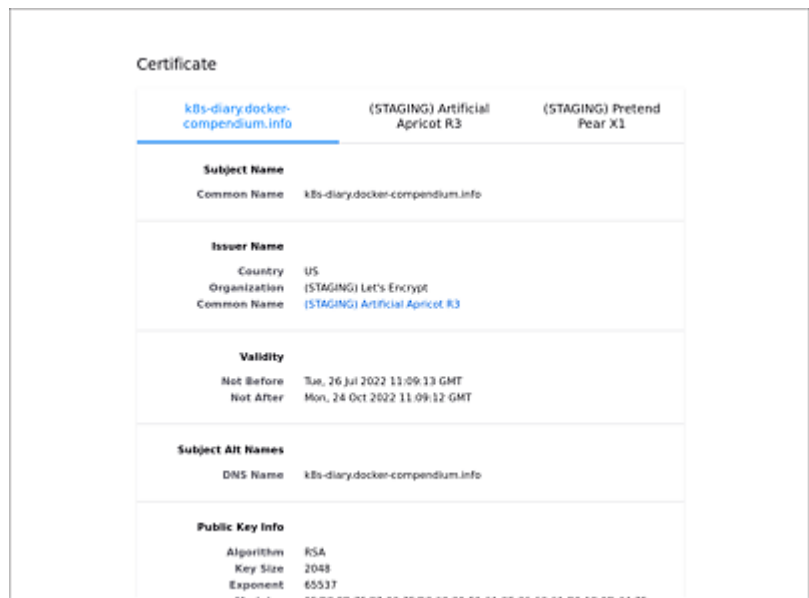 Certificate
k8s-diary.docker-
compendium.info
(STAGING) Artificial
Apricot R3
(STAGING) Pretend
Pear X1
Subject Name
Common Name k8s-diary.docker-compendium.info
Issuer Name
Country US
Organization (STAGING) Let's Encrypt
Common Name (STAGING) Artificial Apricot R3
Validity
Not Before Tue, 26 Jul 2022 11:09:13 GMT
Not After Mon, 24 Oct 2022 11:09:12 GMT
Subject Alt Names
DNS Name k8s-diary.docker-compendium.info
Public Key Info
Algorithm RSA
Key Size 2048
Exponent 65537